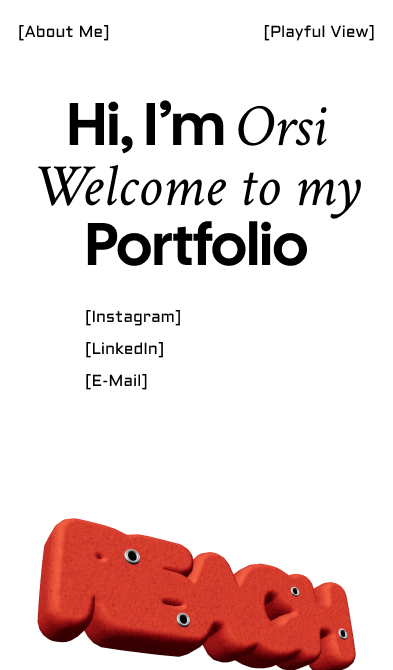 [About Me] [Playful View]
Hi, I’m Orsi
Welcome to my
Portfolio
[Instagram]
[LinkedIn]
[E-Mail]